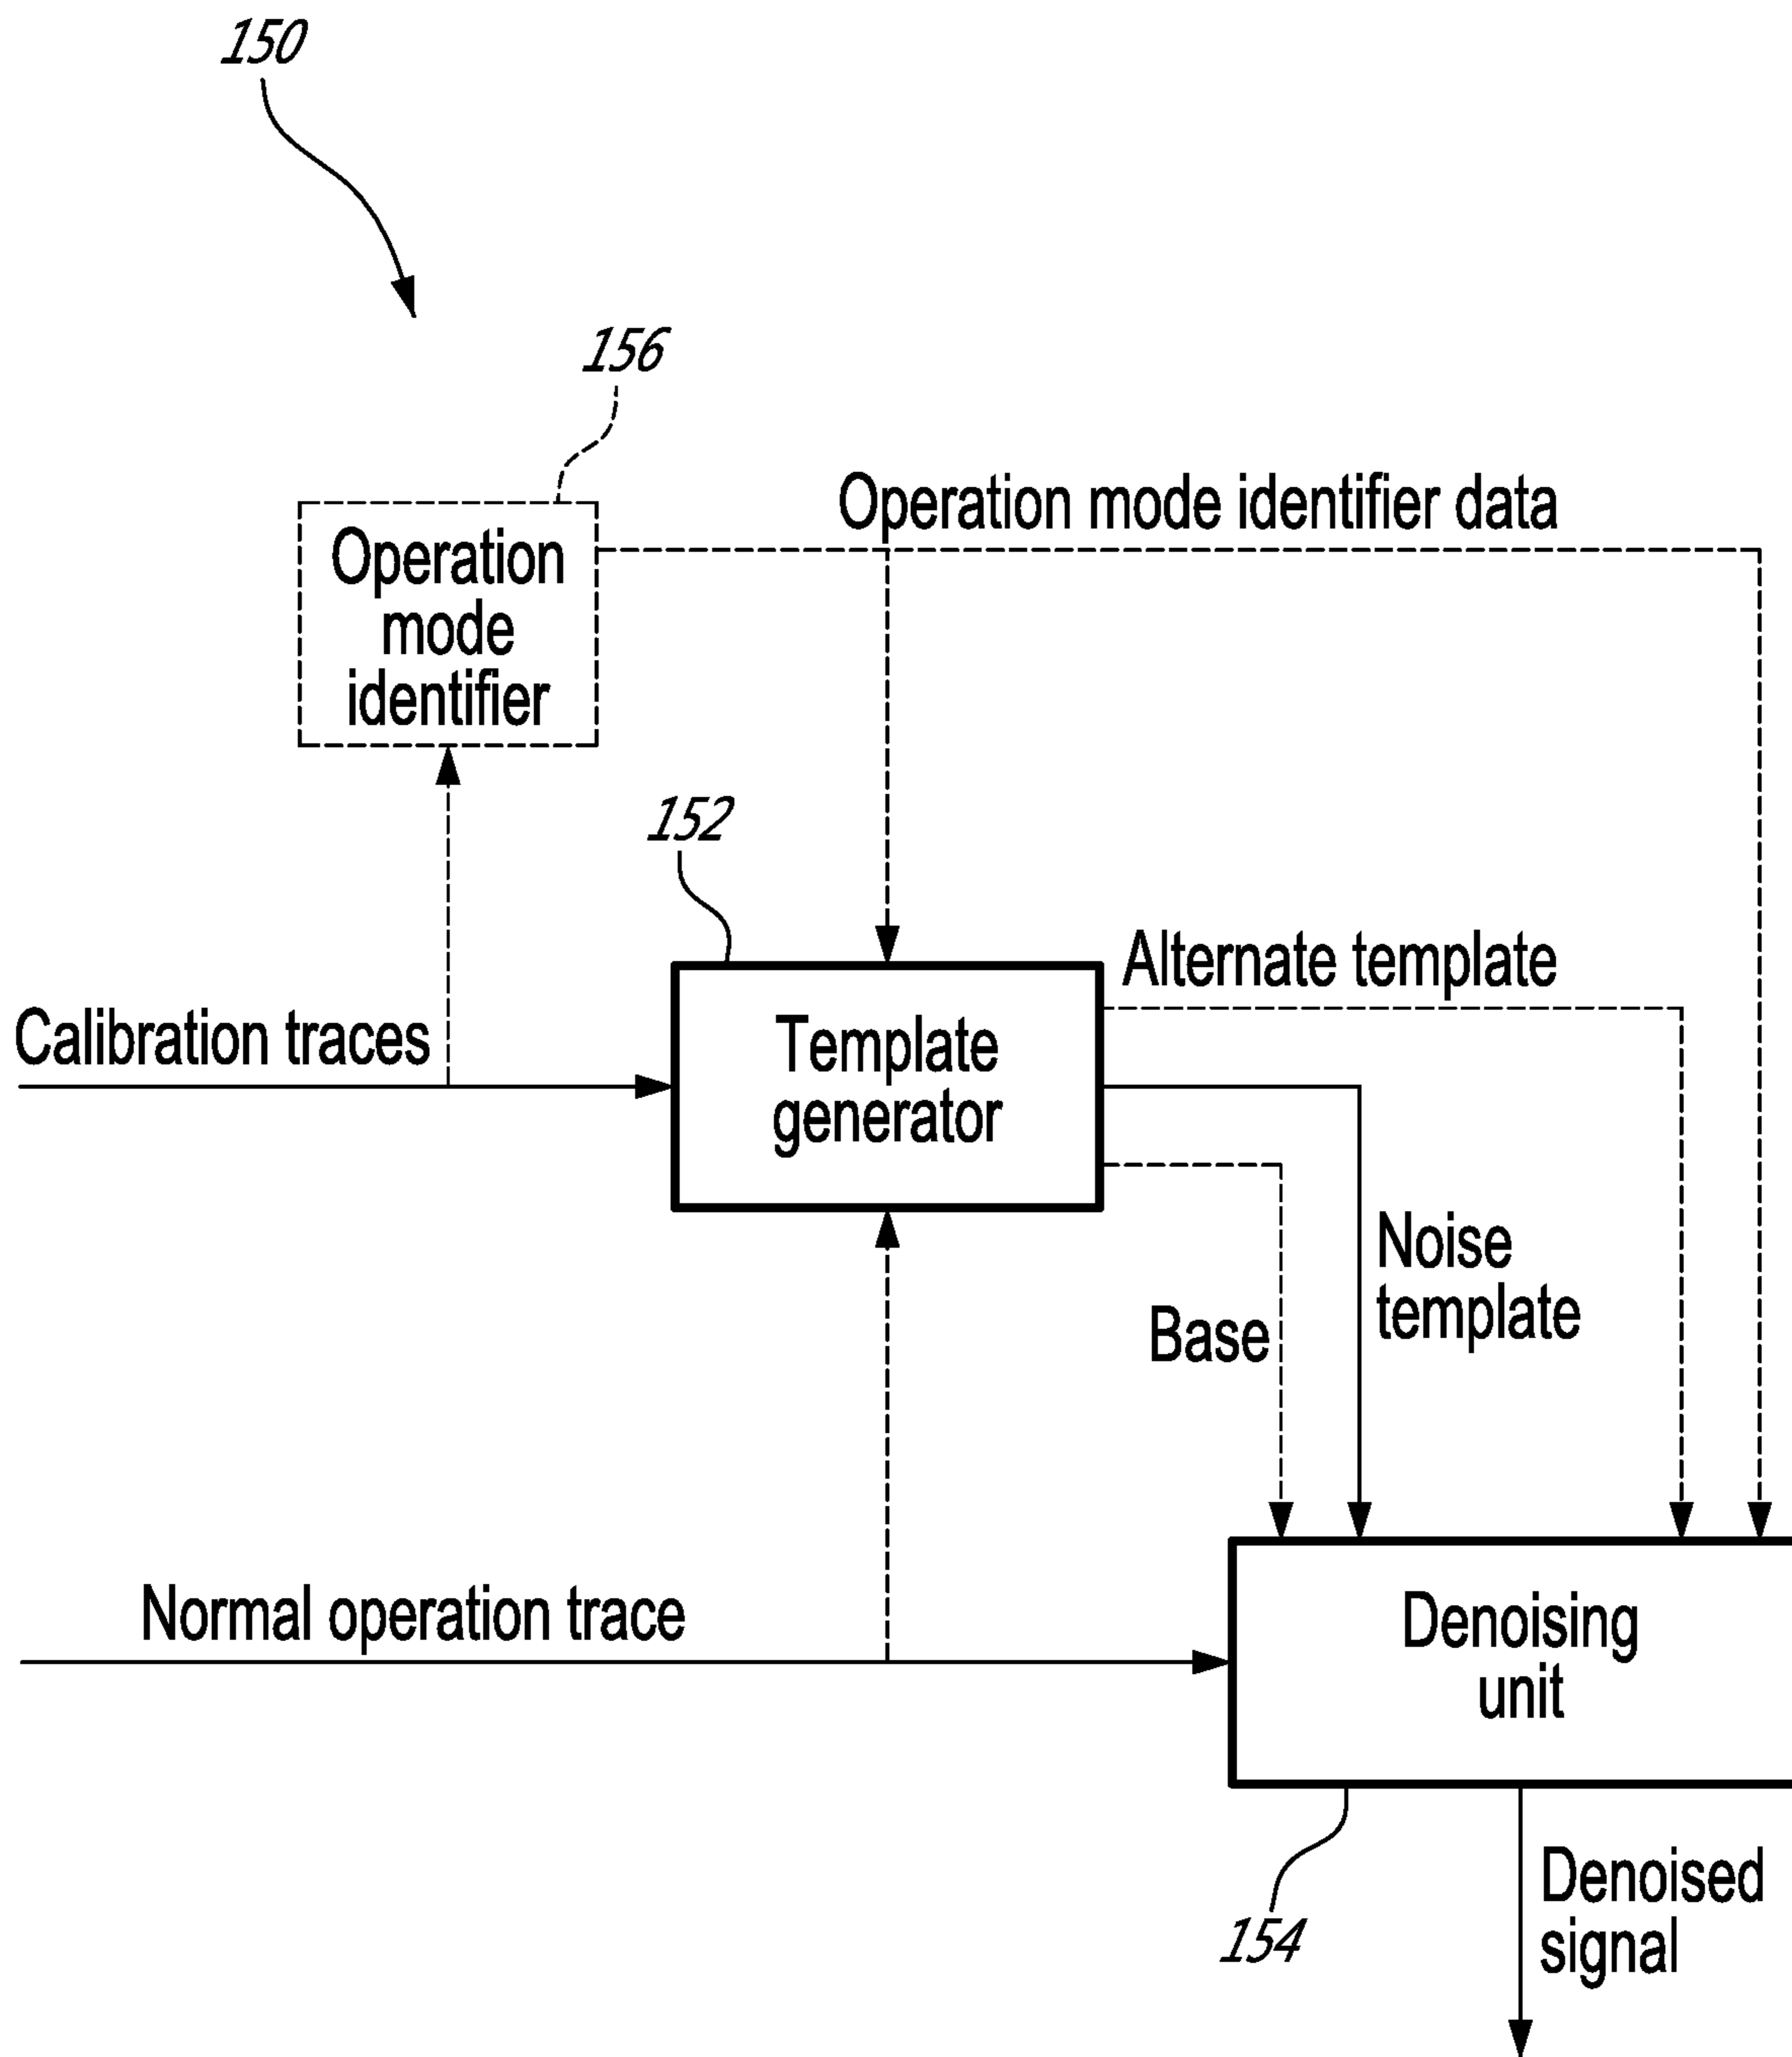 150
156
Operation mode identifier data
Operation
mode
identifier
152
Alternate template
Calibration traces
Template
generator
Noise
template
Base
Normal operation trace
Denoising
unit
Denoised
signal
154